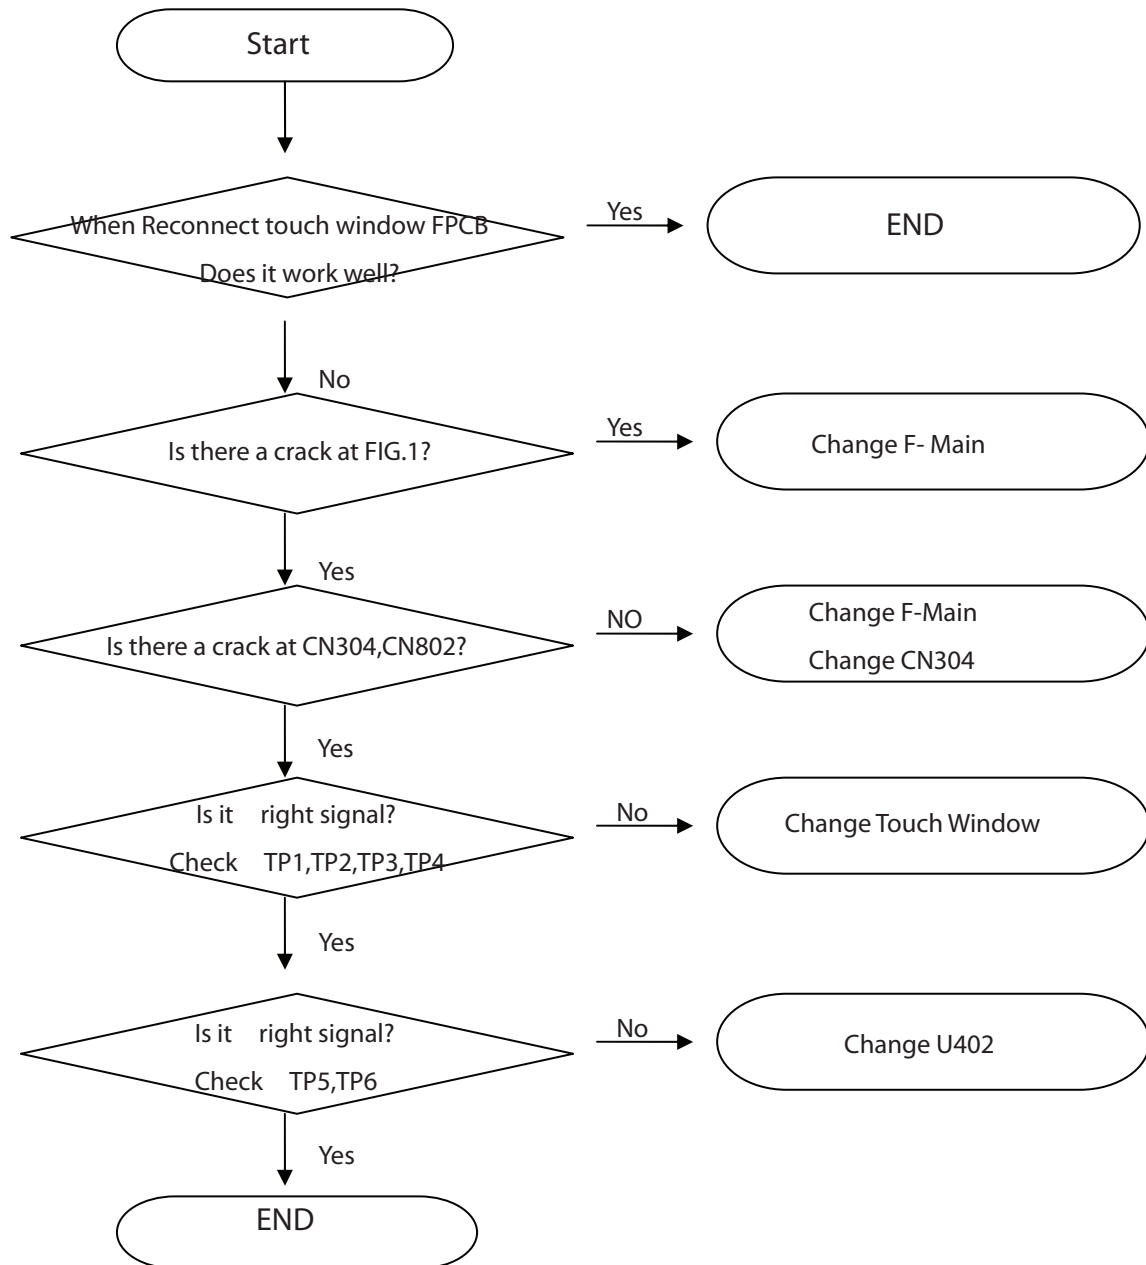 Start
When Reconnect touch window FPCB
Does it work well?
Yes
END
No
Is there a crack at FIG.1?
Yes
Change F- Main
Yes
Is there a crack at CN304,CN802?
NO
Change F-Main
Change CN304
Yes
Is it right signal?
Check TP1,TP2,TP3,TP4
No
Change Touch Window
Yes
Is it right signal?
Check TP5,TP6
No
Change U402
Yes
END